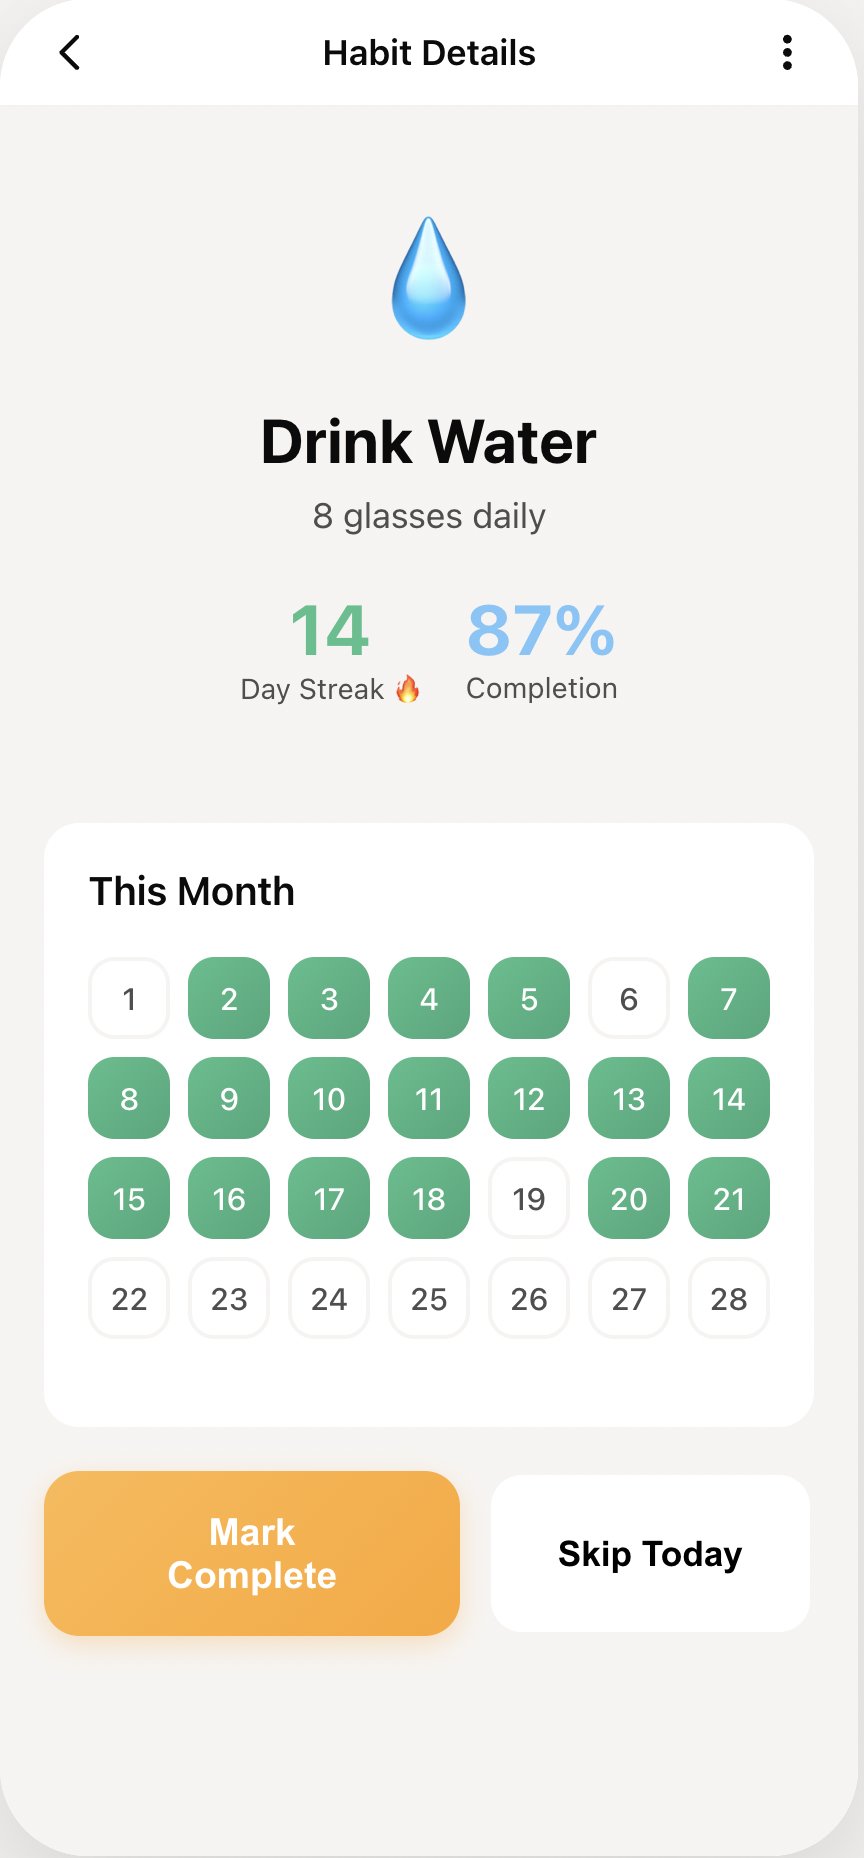 Habit Details
Drink Water
8 glasses daily
14 87%
Day Streak 🔥 Completion
This Month
1 2 3 4 5 6 7
8 9 10 11 12 13 14
15 16 17 18 19 20 21
22 23 24 25 26 27 28
Mark
Complete
Skip Today